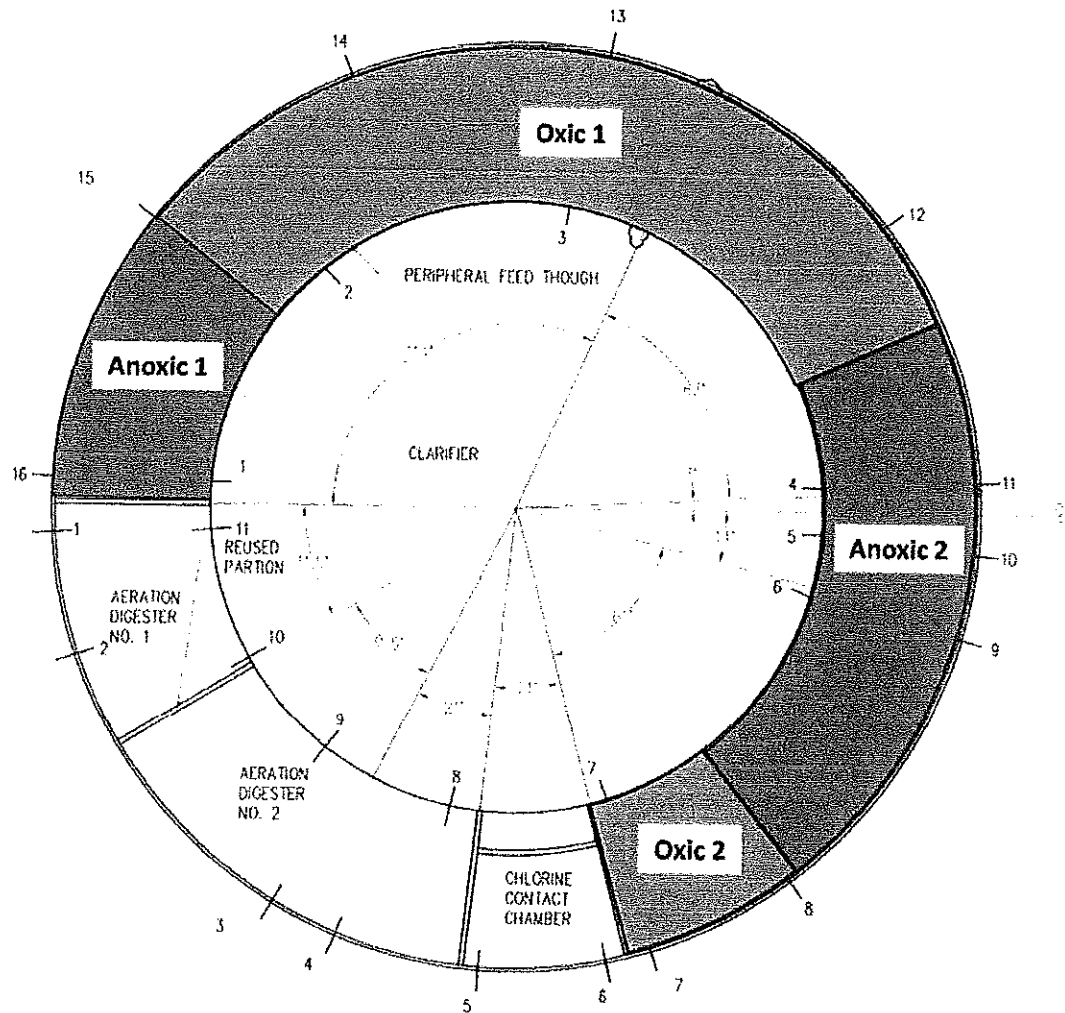 13
14
Oxic 1
15
12
3
PERIPHERAL FEED THOUGH
2
Anoxic 1
CLARIFIER
16
1
4
11
1
11
5
Anoxic 2
10
REUSED
PARTION
6
AERATION
DIGESTER
NO. 1
2
10
9
9
AERATION
DIGESTER
NO. 2
8
7
Oxic 2
CHLORINE
CONTACT
CHAMBER
8
3
4
5
6
7